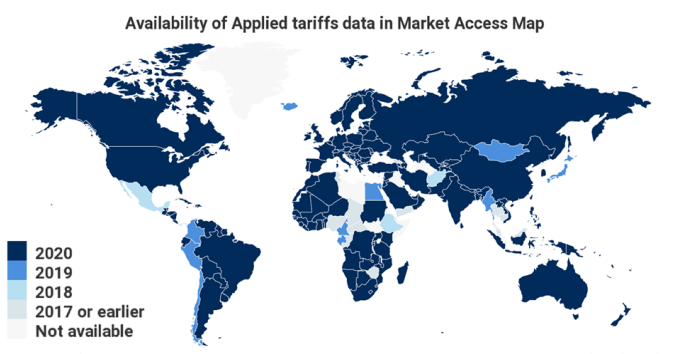 Availability of Applied tariffs data in Market Access Map
2020
2019
2018
2017 or earlier
Not available